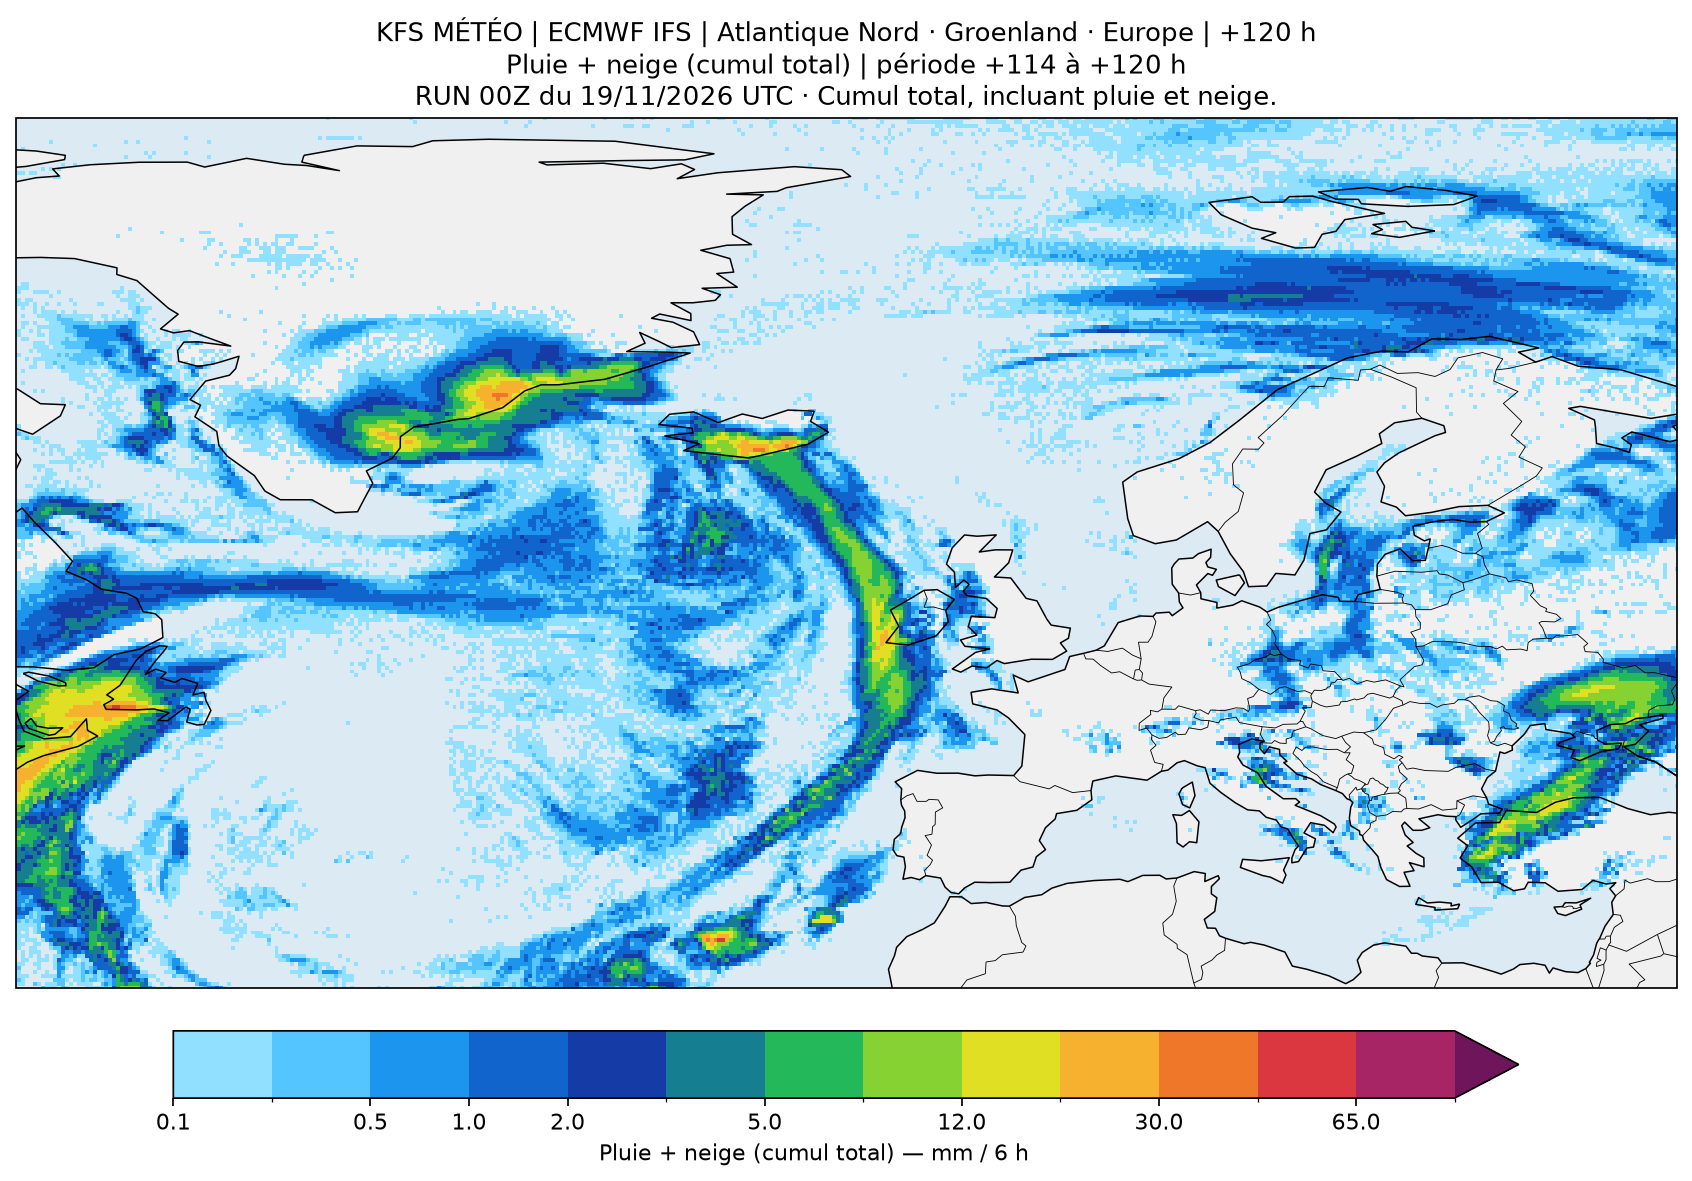 KFS MÉTÉO | ECMWF IFS | Atlantique Nord · Groenland · Europe | +120 h
Pluie + neige (cumul total) | période +114 à +120 h
RUN 00Z du 19/11/2026 UTC · Cumul total, incluant pluie et neige.
0.1 0.5 1.0 2.0 5.0 12.0 30.0 65.0
Pluie + neige (cumul total) — mm / 6 h